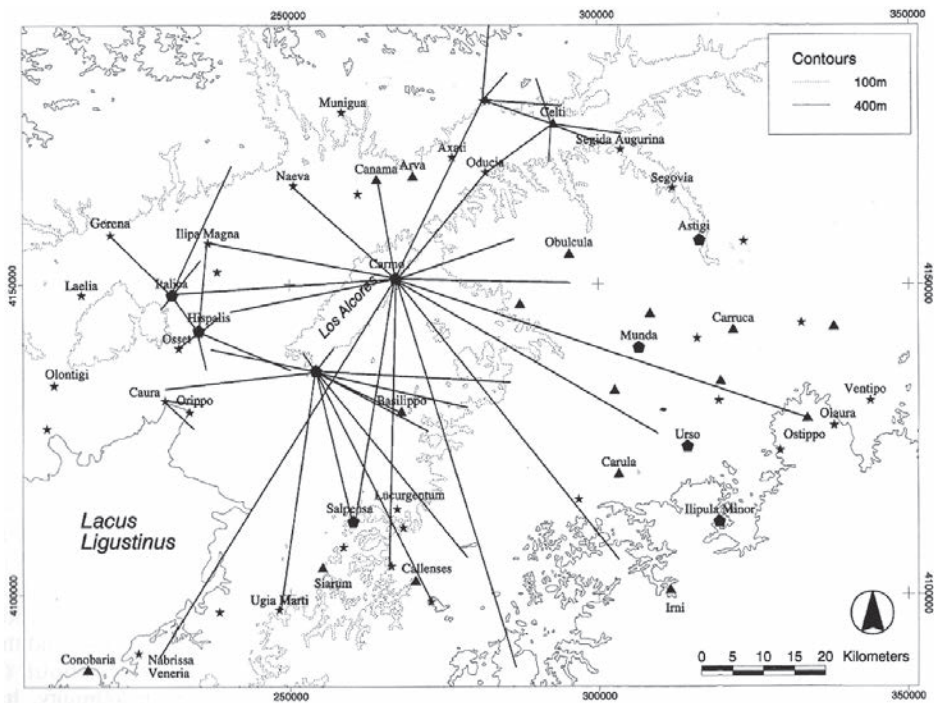 250000
300000
350000
Contours
100m
400m
Munigua
Celti
Segida Augurina
Axati
Oducia
Arva
Canama
Naeva
Segovia
Gerena
Ilipa Magna
Astigi
Obulcula
Carmo
4150000
4150000
Laelia
Italica
Los Alcores
Hispalis
Carruca
Osset
Munda
Olontigi
Caura
Orippo
Basilippo
Ventipo
Olaura
Urso
Ostippo
Carula
Lucurgentum
Salpensa
Ilipula Minor
Lacus
Ligustinus
Callenses
Siarum
4100000
4100000
Ugia Marti
Irni
Conobaria
Nabrissa
Veneria
0 5 10 15 20 Kilometers
250000
300000
350000